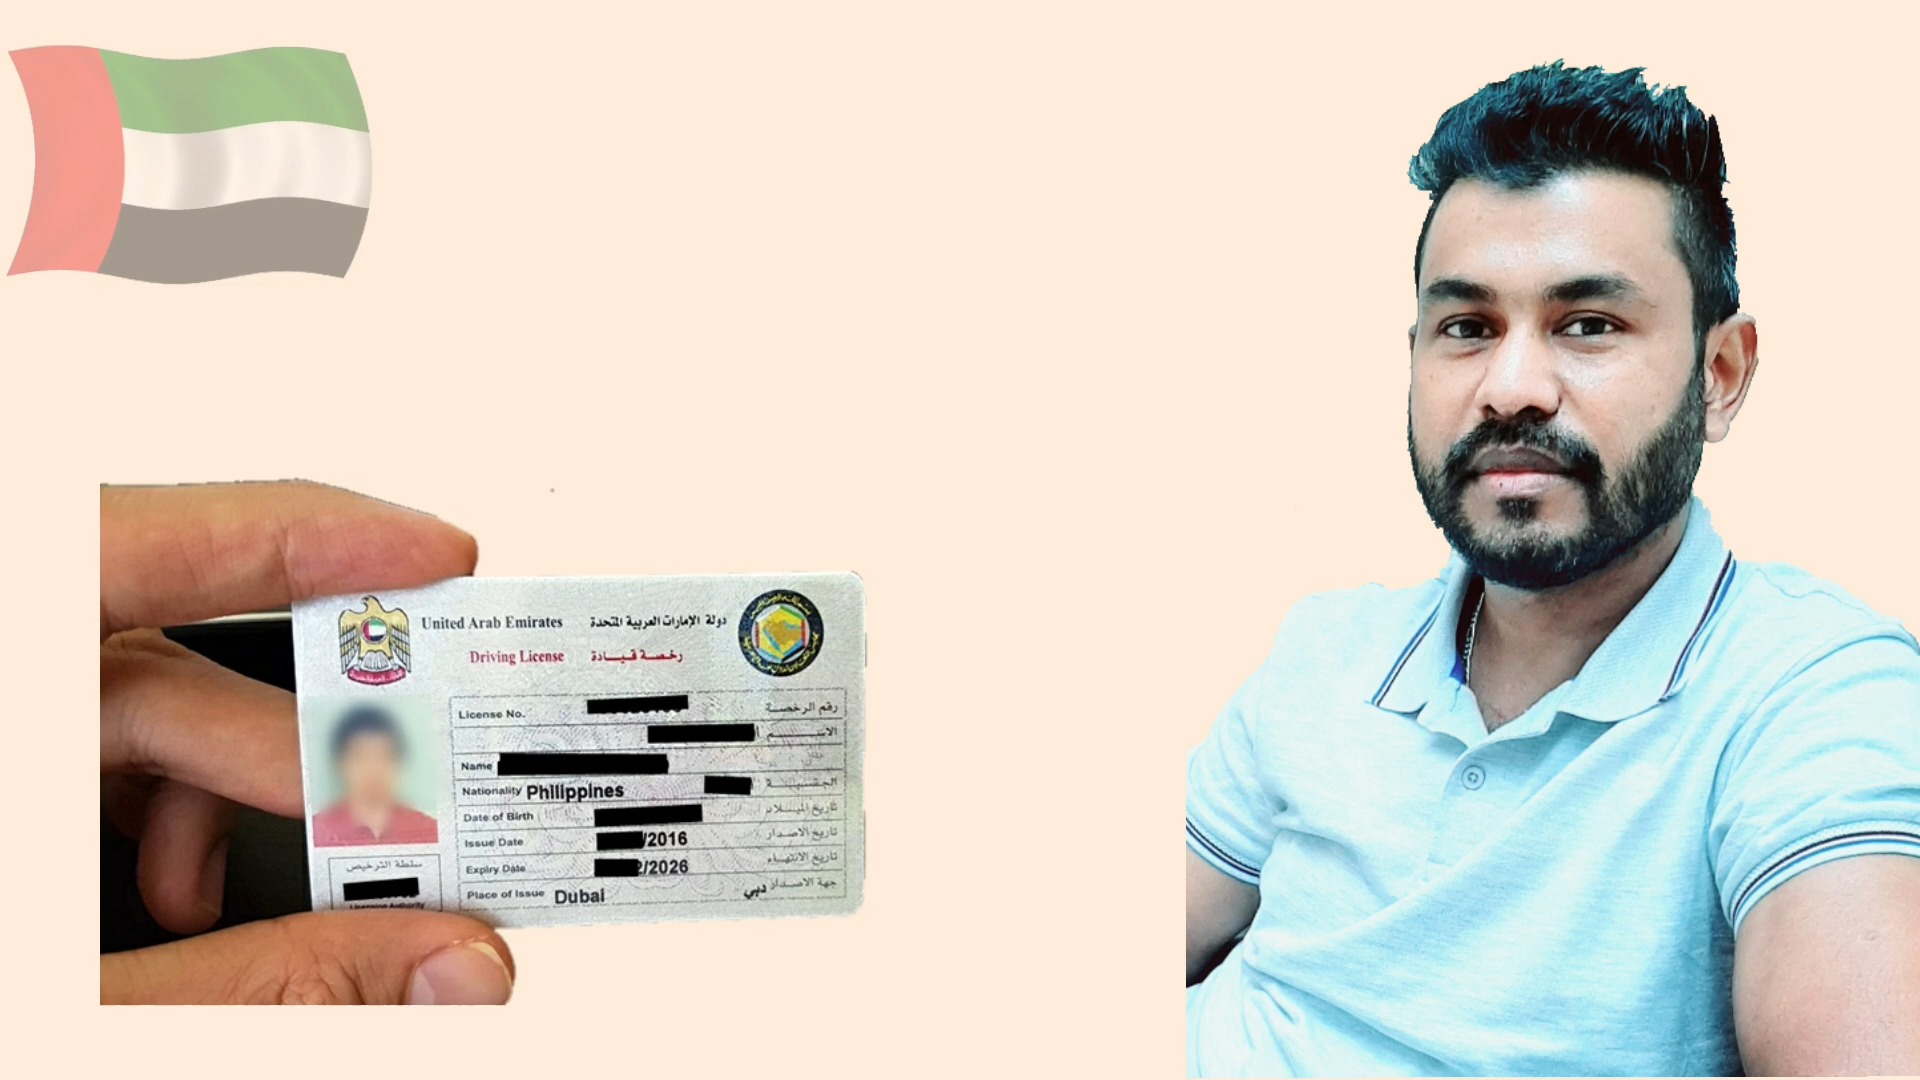 United Arab Emirates دولة الإمارات العربية المتحدة
Driving License رخصة قيادة
License No. رقم الرخصة
الاسم
Name
Nationality Philippines الجنسية
Date of Birth تاريخ الميلاد
Issue Date /2016 تاريخ الاصدار
Expiry Date /2026 تاريخ الانتهاء
Place of Issue Dubai دبي جهة الاصدار
سلطة الترخيص
Licensing Authority